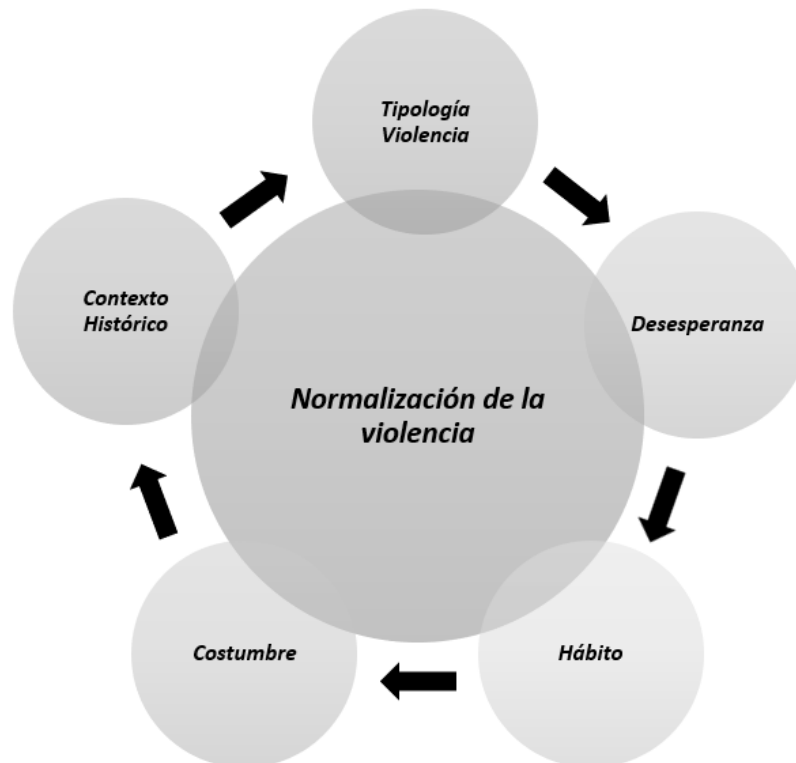 Tipología
Violencia
Contexto
Histórico
Desesperanza
Normalización de la
violencia
Costumbre
Hábito